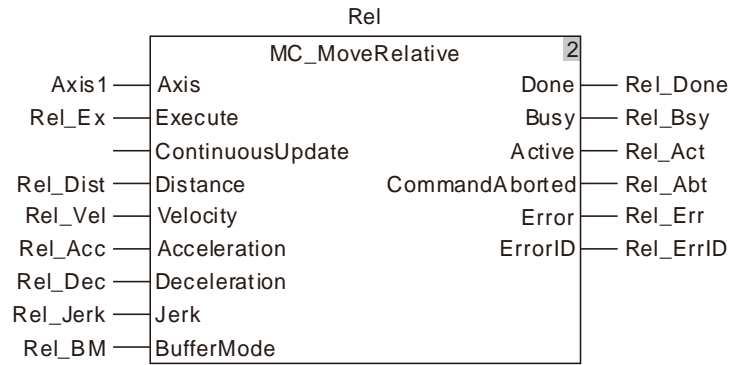 Rel
MC_MoveRelative 2
Axis1 Axis Done Rel_Done
Rel_Ex Execute Busy Rel_Bsy
ContinuousUpdate Active Rel_Act
Rel_Dist Distance CommandAborted Rel_Abt
Rel_Vel Velocity Error Rel_Err
Rel_Acc Acceleration ErrorID Rel_ErrID
Rel_Dec Deceleration
Rel_Jerk Jerk
Rel_BM BufferMode